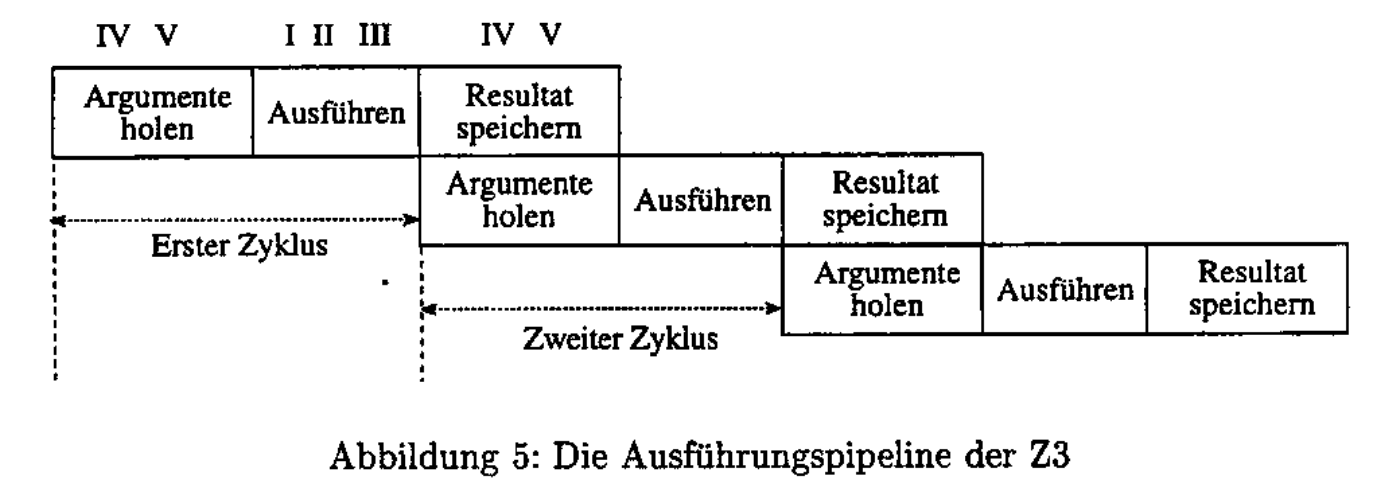 IV V I II III IV V
Argumente
holen
Ausführen
Resultat
speichern
Argumente
holen
Ausführen
Resultat
speichern
Erster Zyklus
Argumente
holen
Ausführen
Resultat
speichern
Zweiter Zyklus
Abbildung 5: Die Ausführungspipeline der Z3